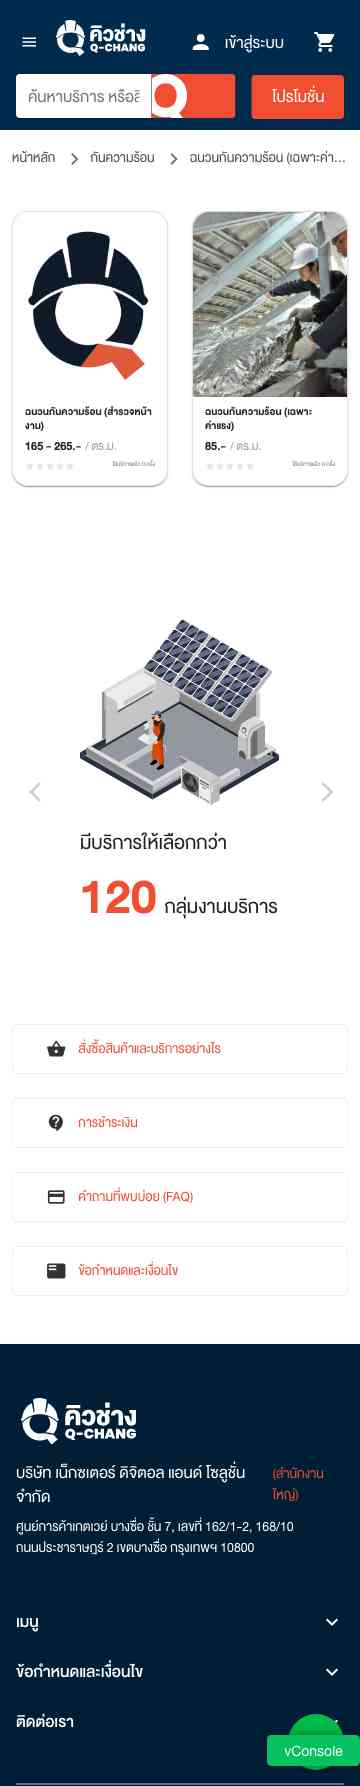 คิวช่าง
Q-CHANG
เข้าสู่ระบบ
ค้นหาบริการ หรือสิ
โปรโมชั่น
หน้าหลัก > กันความร้อน > ฉนวนกันความร้อน (เฉพาะค่า...
ฉนวนกันความร้อน (สำรวจหน้า
งาน)
165 - 265.- / ตร.ม.
ฉนวนกันความร้อน (เฉพาะ
ค่าแรง)
85.- / ตร.ม.
มีบริการให้เลือกกว่า
120 กลุ่มงานบริการ
สั่งซื้อสินค้าและบริการอย่างไร
การชำระเงิน
คำถามที่พบบ่อย (FAQ)
ข้อกำหนดและเงื่อนไข
คิวช่าง
Q-CHANG
บริษัท เน็กซเตอร์ ดิจิตอล แอนด์ โซลูชั่น
จำกัด
(สำนักงาน
ใหญ่)
ศูนย์การค้าเกตเวย์ บางซื่อ ชั้น 7, เลขที่ 162/1-2, 168/10
ถนนประชาราษฎร์ 2 เขตบางซื่อ กรุงเทพฯ 10800
เมนู
ข้อกำหนดและเงื่อนไข
ติดต่อเรา
vConsole